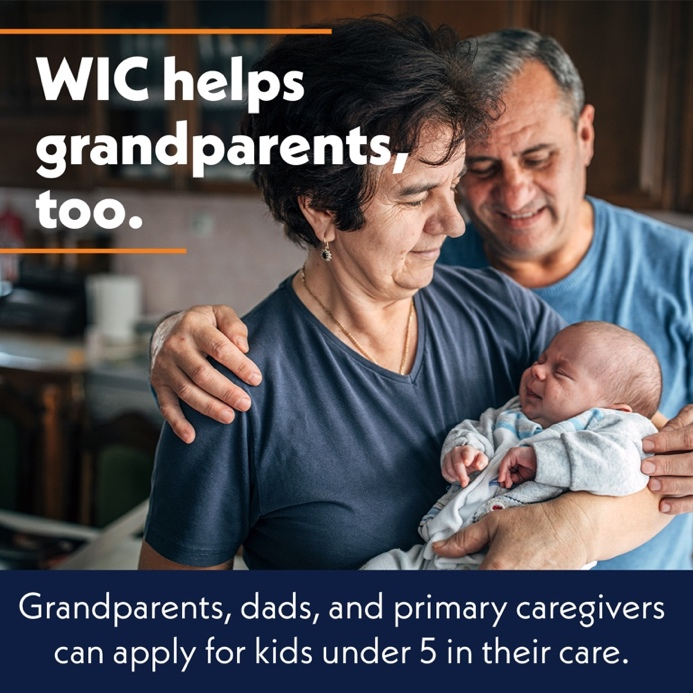 WIC helps
grandparents,
too.
Grandparents, dads, and primary caregivers
can apply for kids under 5 in their care.